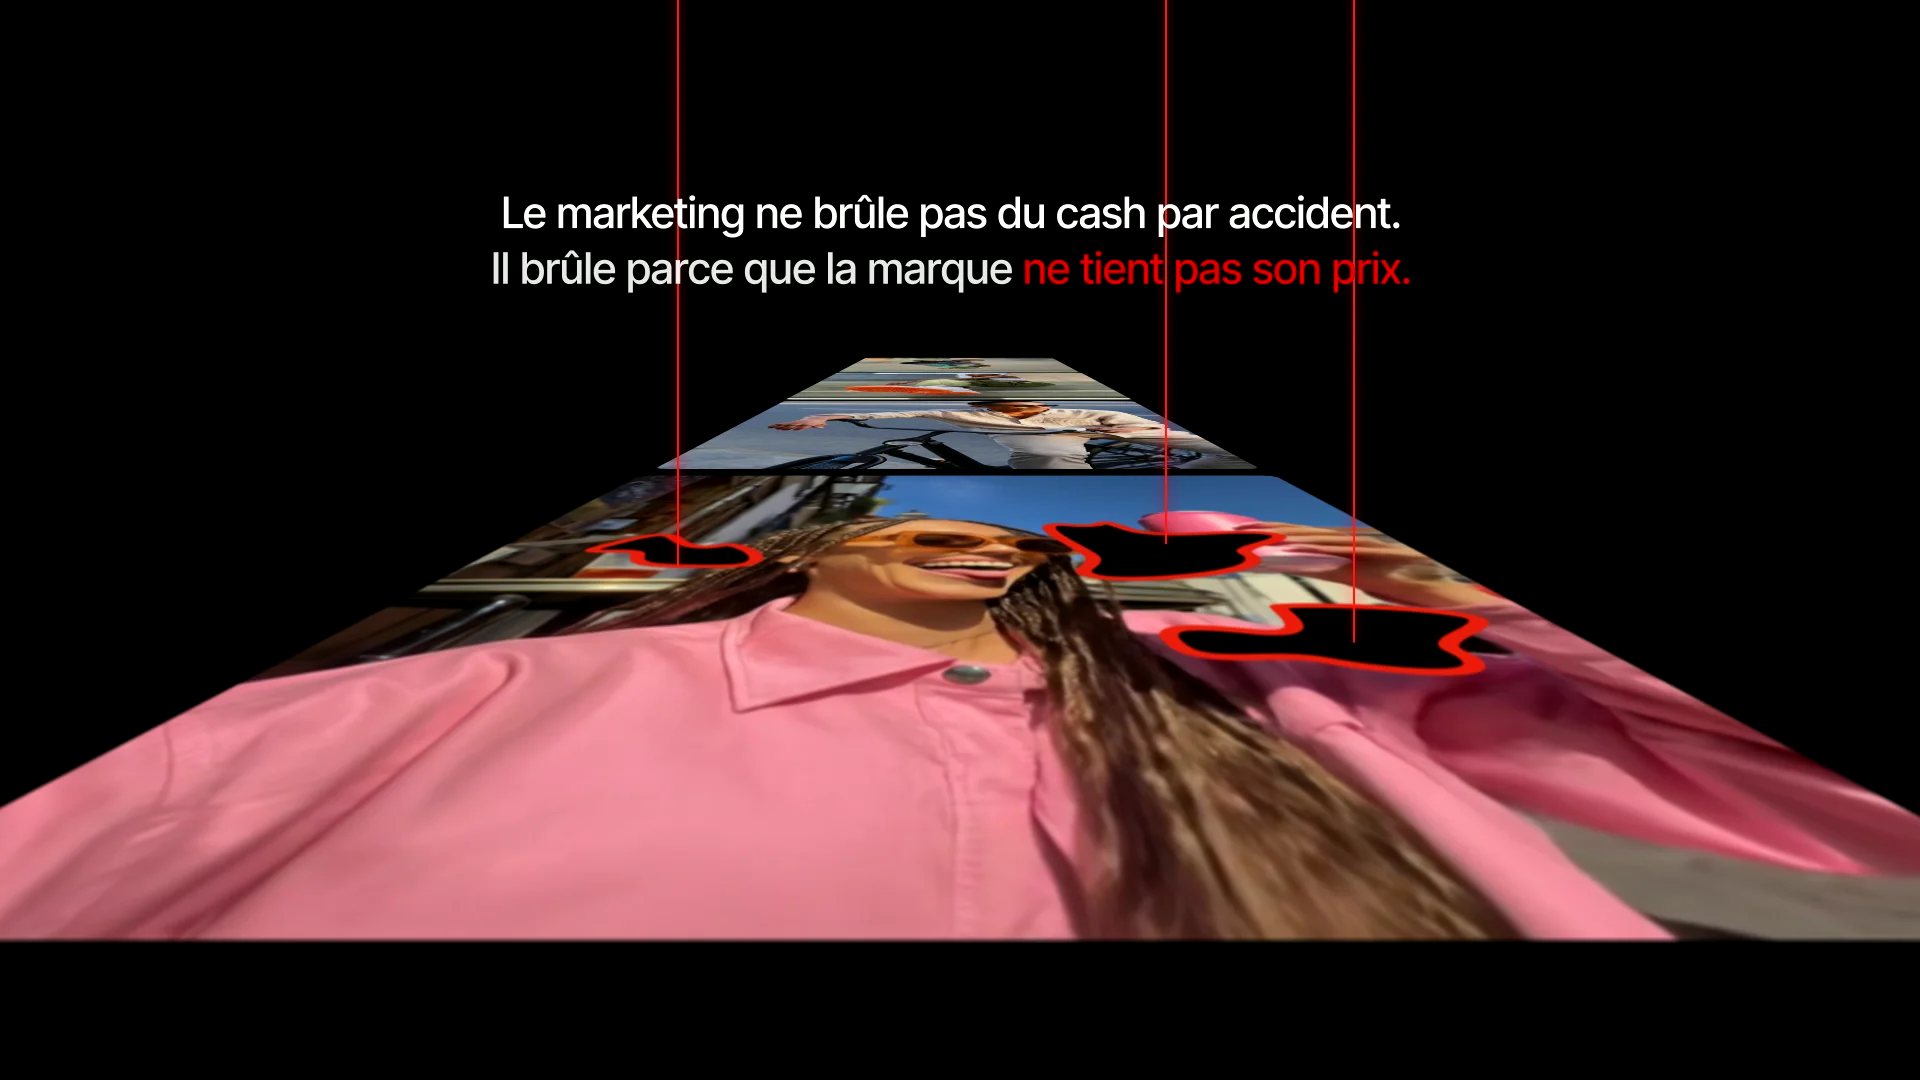 Le marketing ne brûle pas du cash par accident.
Il brûle parce que la marque ne tient pas son prix.